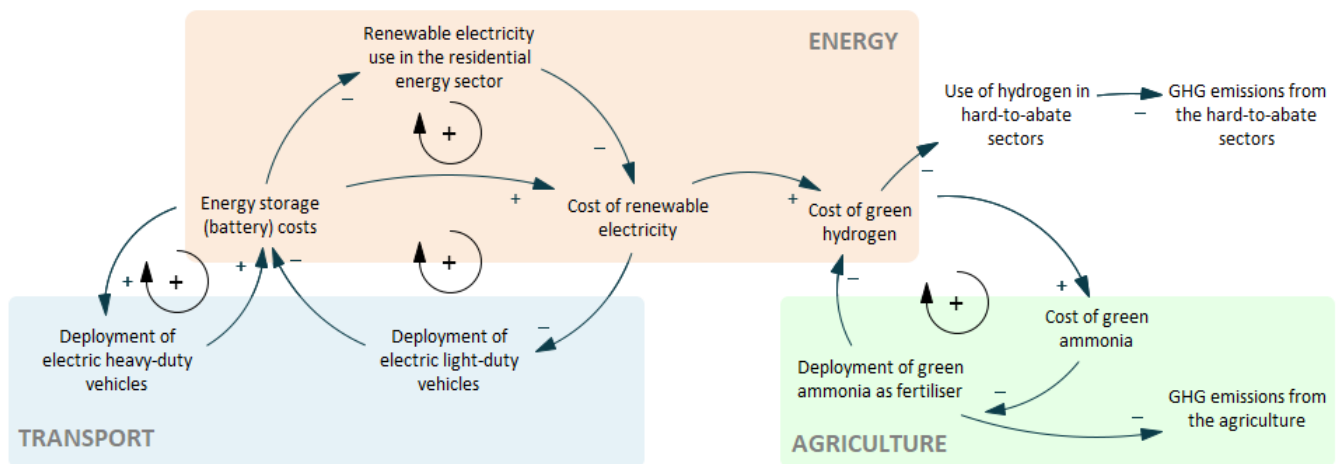 Renewable electricity
use in the residential
energy sector
ENERGY
Use of hydrogen in
hard-to-abate
sectors
GHG emissions from
the hard-to-abate
sectors
−
+
−
−
−
Energy storage
(battery) costs
+
Cost of renewable
electricity
+
Cost of green
hydrogen
+
+
+
−
+
−
+
+
+
Deployment of
electric heavy-duty
vehicles
Deployment of
electric light-duty
vehicles
−
Cost of green
ammonia
Deployment of green
ammonia as fertiliser
−
GHG emissions from
the agriculture
−
TRANSPORT
AGRICULTURE